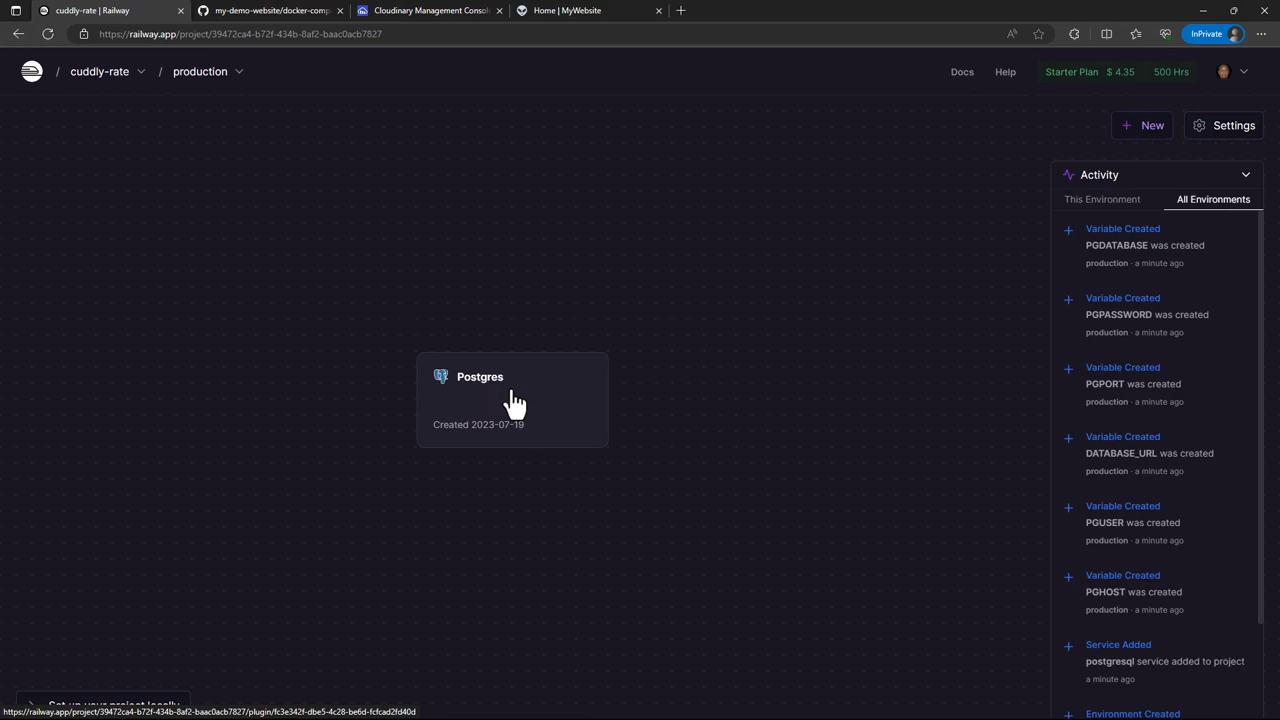 cuddly-rate | Railway
my-demo-website/docker-comp
Cloudinary Management Consol
Home | MyWebsite
https://railway.app/project/39472ca4-b72f-434b-8af2-baac0acb7827
InPrivate
/ cuddly-rate / production
Docs
Help
Starter Plan $ 4.35 500 Hrs
+ New
Settings
Activity
This Environment
All Environments
Variable Created
PGDATABASE was created
production · a minute ago
Variable Created
PGPASSWORD was created
production · a minute ago
Variable Created
PGPORT was created
production · a minute ago
Variable Created
DATABASE_URL was created
production · a minute ago
Variable Created
PGUSER was created
production · a minute ago
Variable Created
PGHOST was created
production · a minute ago
Service Added
postgresql service added to project
a minute ago
Environment Created
Postgres
Created 2023-07-19
Set up your project locally
https://railway.app/project/39472ca4-b72f-434b-8af2-baac0acb7827/plugin/fc3e342f-dbe5-4c28-be6d-fcfcad2fd40d